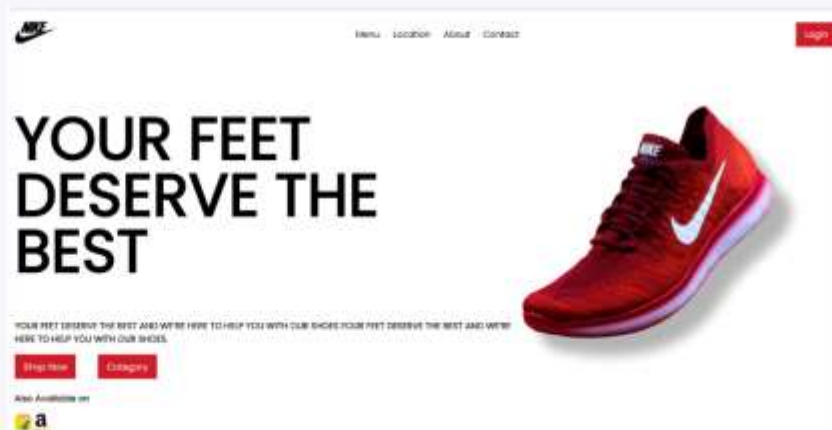 NIKE
Menu Location About Contact
Login
YOUR FEET
DESERVE THE
BEST
NIKE
YOUR FEET DESERVE THE BEST AND WE'RE HERE TO HELP YOU WITH OUR SHOES.YOUR FEET DESERVE THE BEST AND WE'RE
HERE TO HELP YOU WITH OUR SHOES.
Shop Now Category
Also Available on
a